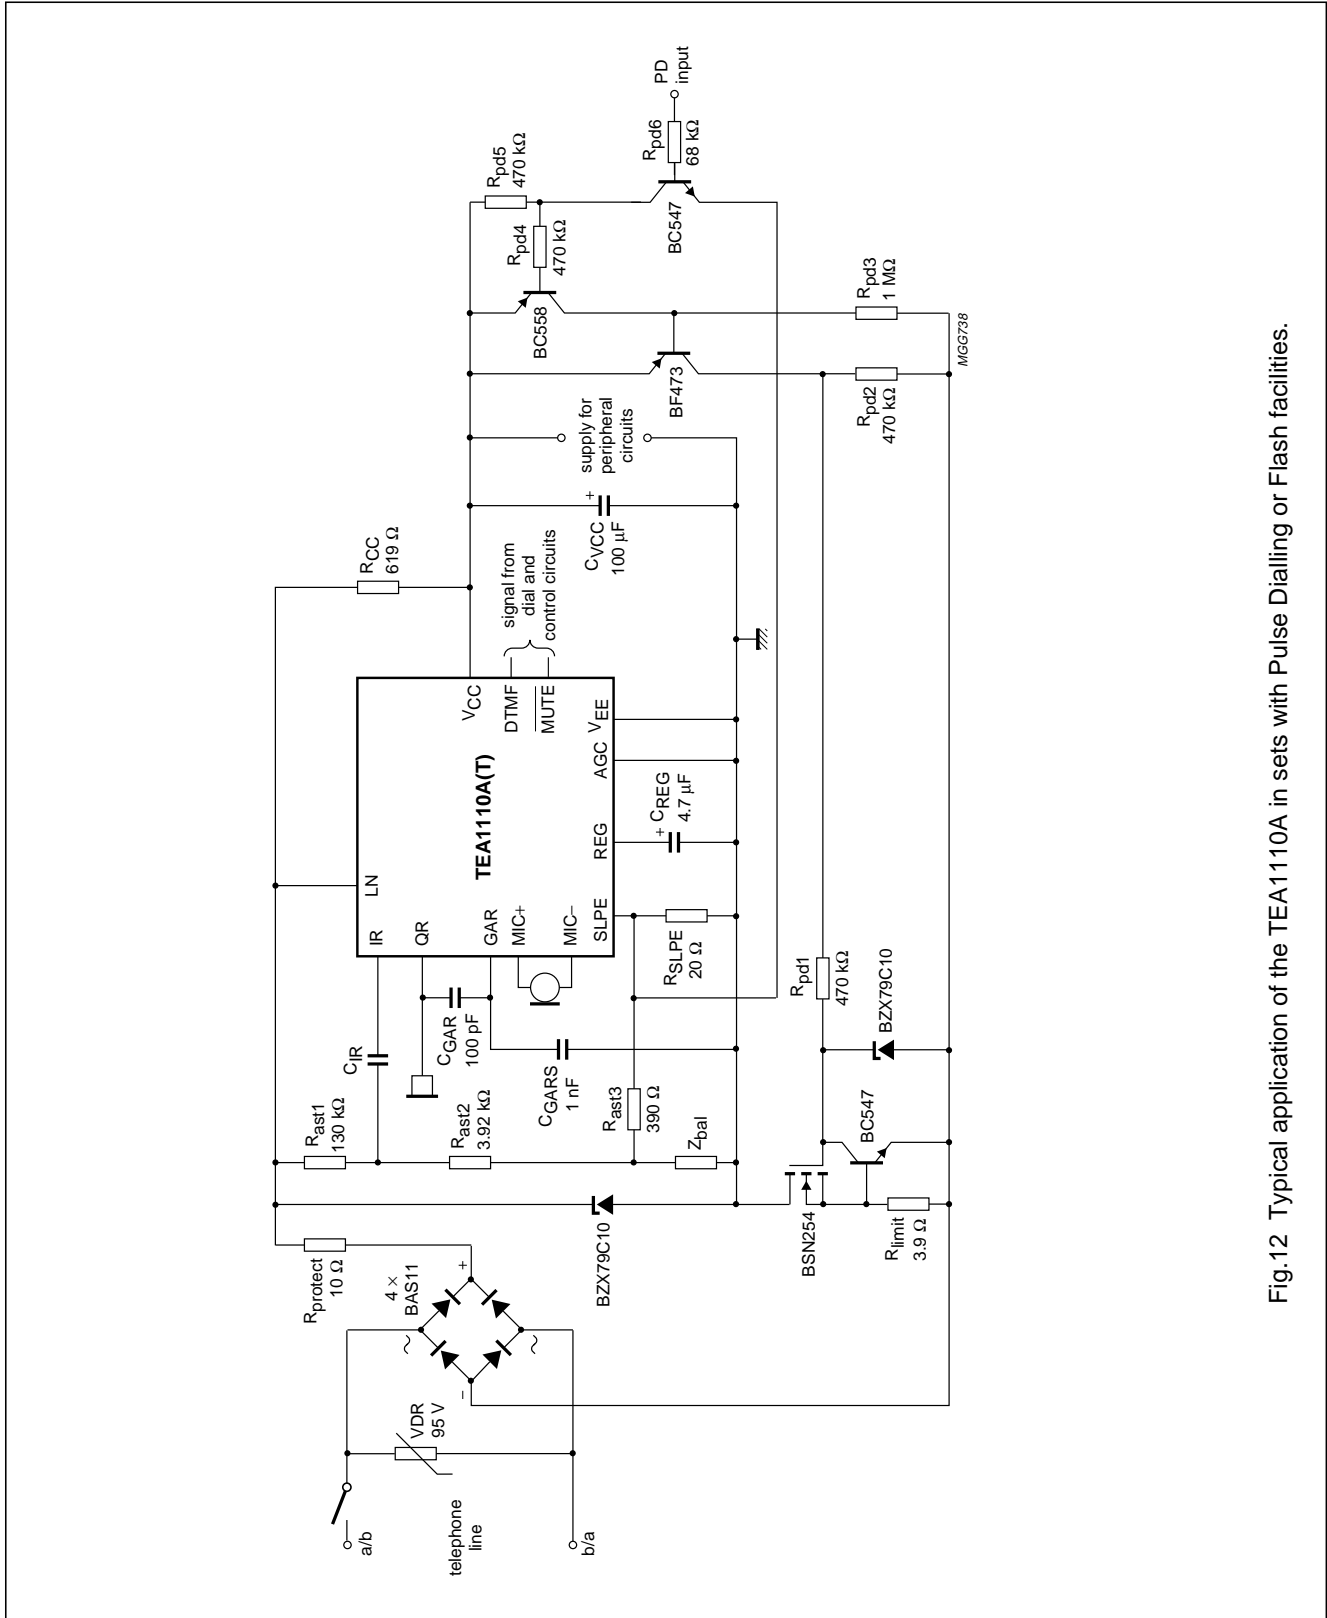 a/b
telephone
line
b/a
VDR
95 V
~
~
4 ×
BAS11
+
−
Rprotect
10 Ω
BZX79C10
Rast1
130 kΩ
Rast2
3.92 kΩ
Rast3
390 Ω
Zbal
CIR
CGAR
100 pF
CGARS
1 nF
BSN254
Rlimit
3.9 Ω
BC547
BZX79C10
Rpd1
470 kΩ
LN
IR
QR
GAR
MIC+
MIC−
SLPE
REG
AGC
VEE
VCC
DTMF
MUTE
TEA1110A(T)
RSLPE
20 Ω
+
CREG
4.7 μF
RCC
619 Ω
signal from
dial and
control circuits
+
CVCC
100 μF
supply for
peripheral
circuits
BF473
BC558
Rpd4
470 kΩ
Rpd5
470 kΩ
BC547
Rpd6
68 kΩ
PD
input
Rpd2
470 kΩ
Rpd3
1 MΩ
MGG738
Fig.12 Typical application of the TEA1110A in sets with Pulse Dialling or Flash facilities.